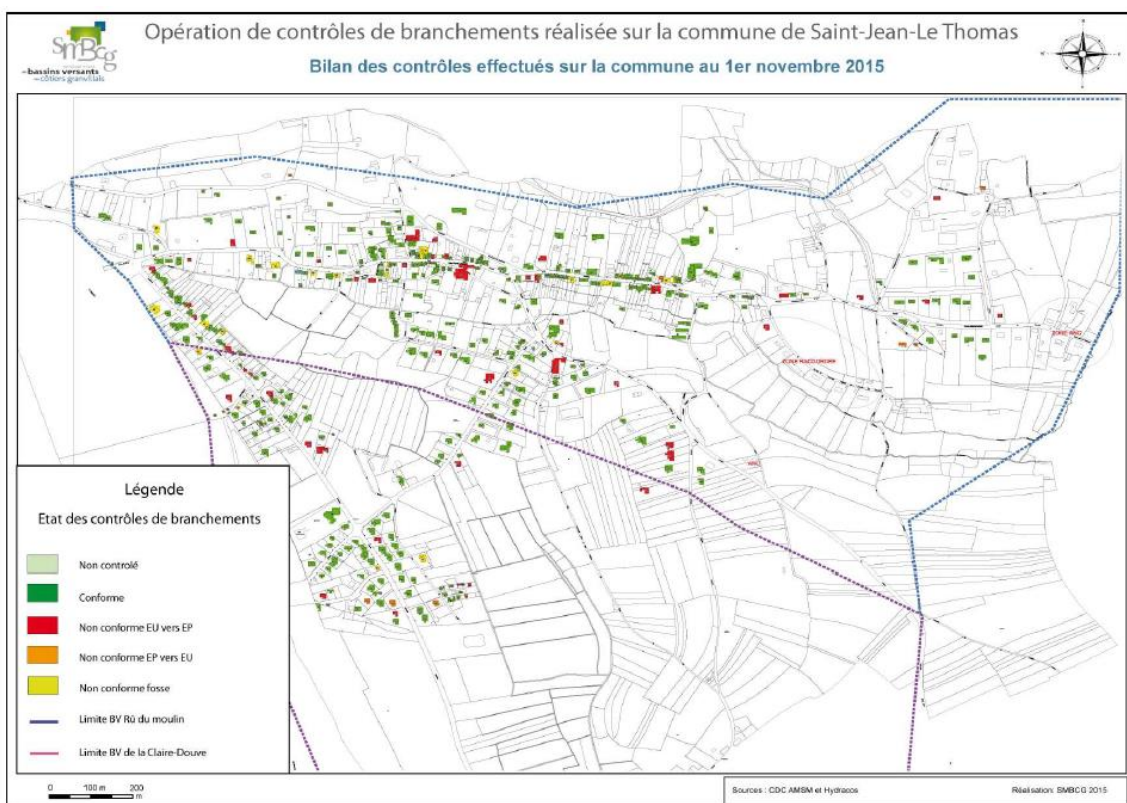 Opération de contrôles de branchements réalisée sur la commune de Saint-Jean-Le Thomas
Bilan des contrôles effectués sur la commune au 1er novembre 2015
SmBcg
bassins versants
côtiers granvillais
Légende
Etat des contrôles de branchements
Non contrôlé
Conforme
Non conforme EU vers EP
Non conforme EP vers EU
Non conforme fosse
Limite BV Rû du moulin
Limite BV de la Claire-Douve
0 100 m 200
m
Sources : CDC AMSM et Hydracos
Réalisation: SMBCG 2015